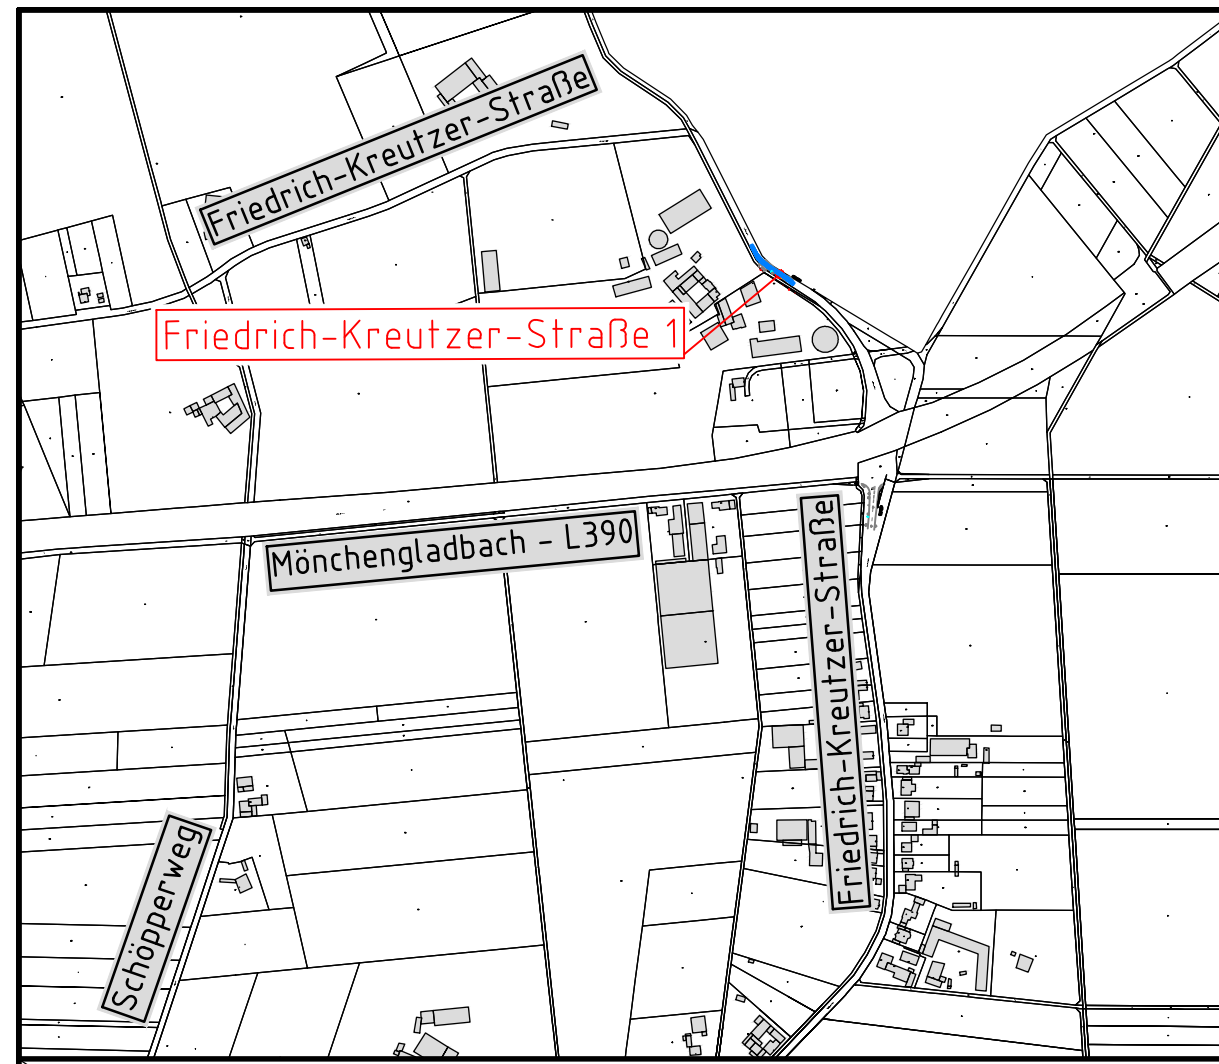 Friedrich-Kreutzer-Straße
Friedrich-Kreutzer-Straße 1
Mönchengladbach - L390
Friedrich-Kreutzer-Straße
Schöpperweg